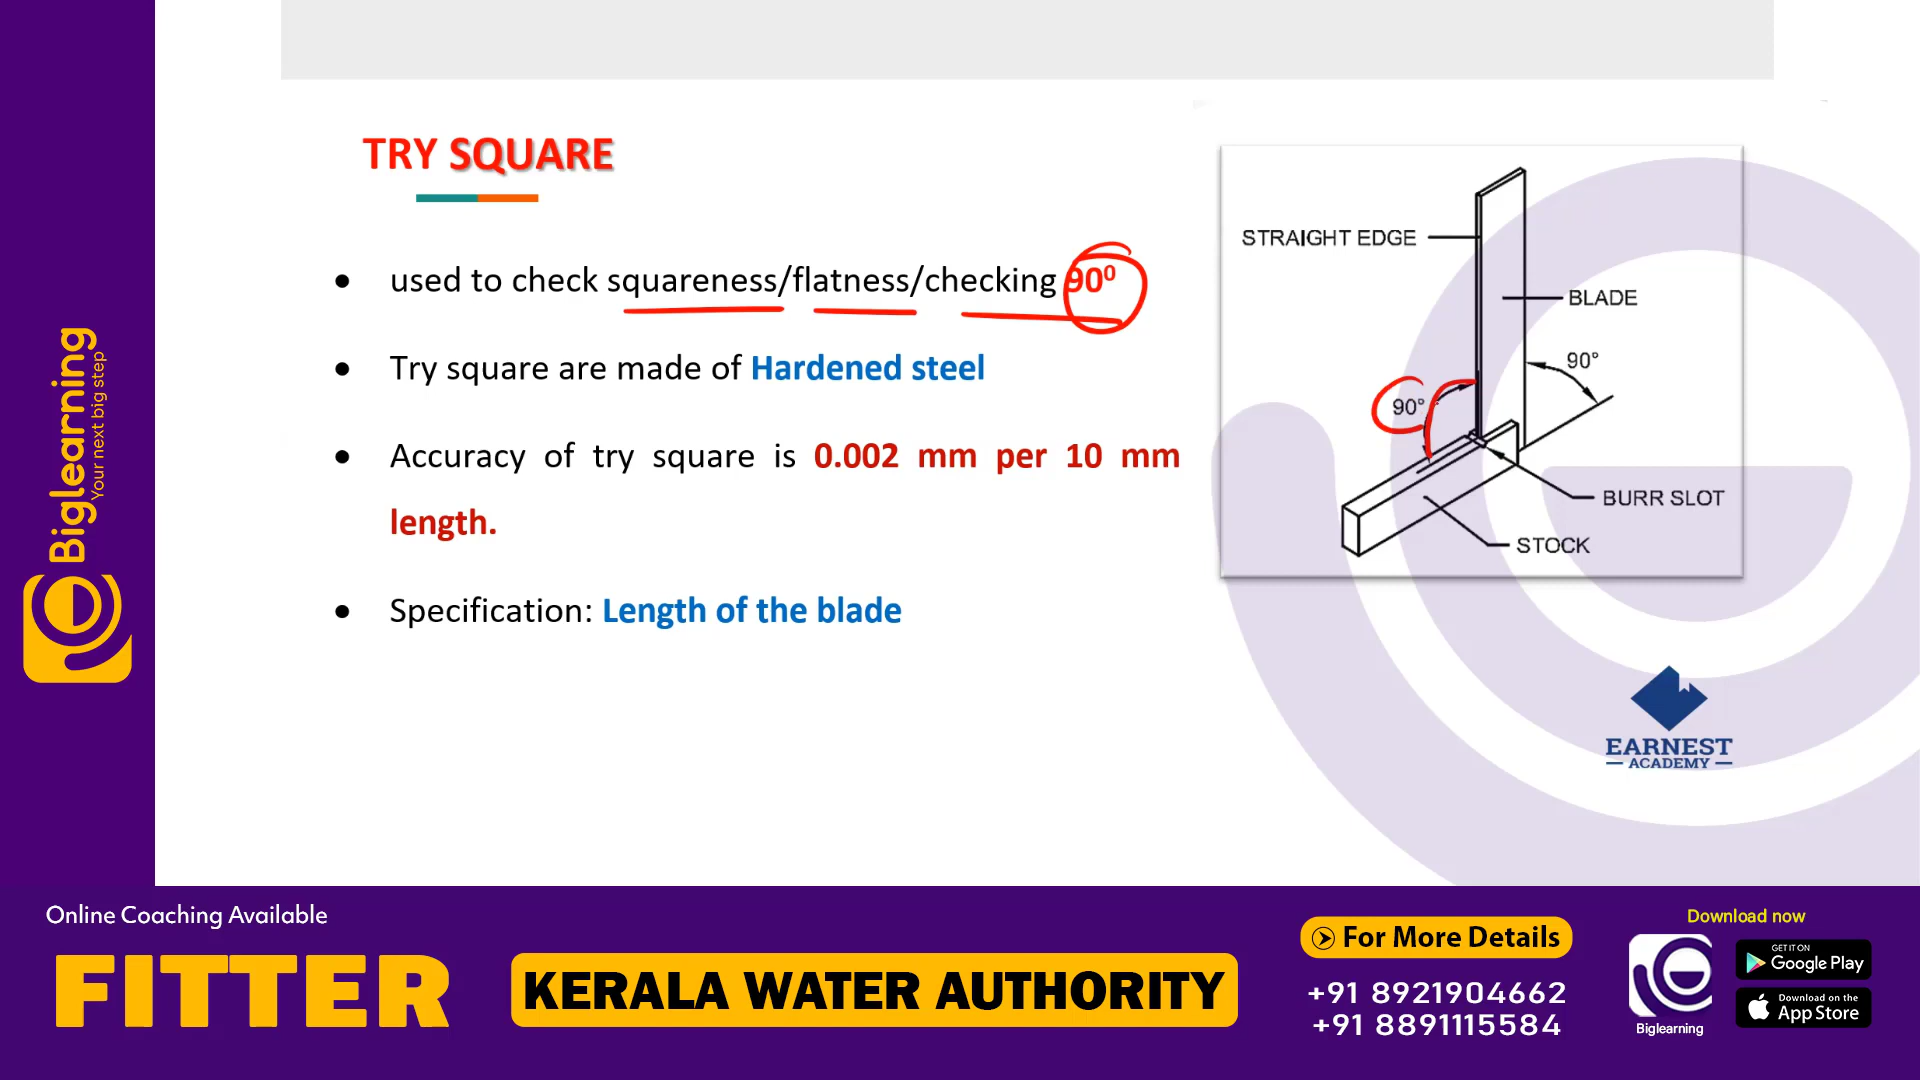 TRY SQUARE
• used to check squareness/flatness/checking 90⁰
• Try square are made of Hardened steel
• Accuracy of try square is 0.002 mm per 10 mm
length.
• Specification: Length of the blade
STRAIGHT EDGE
BLADE
90°
90°
BURR SLOT
STOCK
EARNEST
ACADEMY
Biglearning
Your next big step
Online Coaching Available
FITTER
KERALA WATER AUTHORITY
For More Details
+91 8921904662
+91 8891115584
Download now
Biglearning
GET IT ON
Google Play
Download on the
App Store